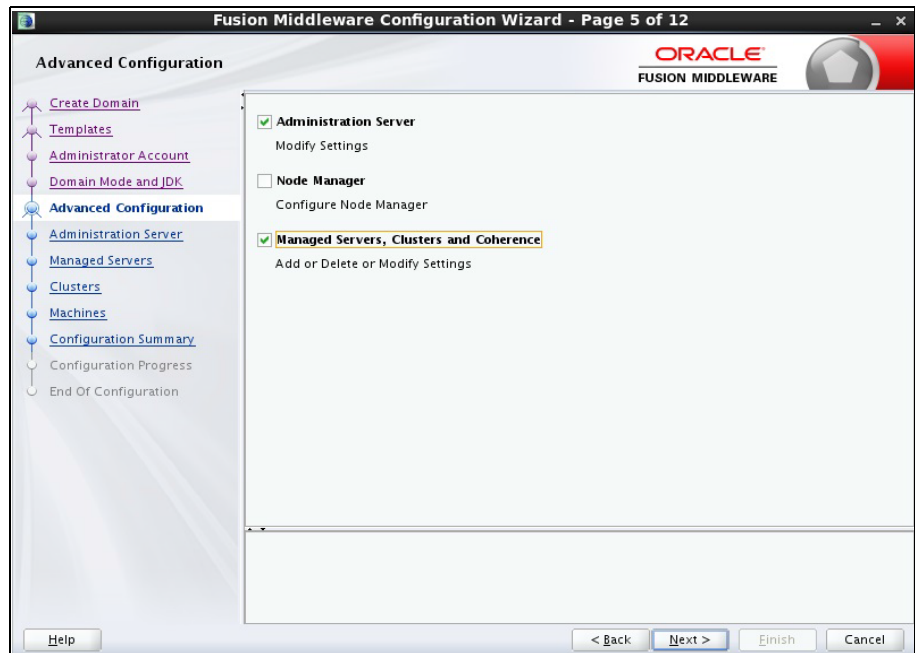 Fusion Middleware Configuration Wizard - Page 5 of 12
Advanced Configuration
ORACLE
FUSION MIDDLEWARE
Create Domain
Templates
Administrator Account
Domain Mode and JDK
Advanced Configuration
Administration Server
Managed Servers
Clusters
Machines
Configuration Summary
Configuration Progress
End Of Configuration
Administration Server
Modify Settings
Node Manager
Configure Node Manager
Managed Servers, Clusters and Coherence
Add or Delete or Modify Settings
Help
< Back
Next >
Finish
Cancel